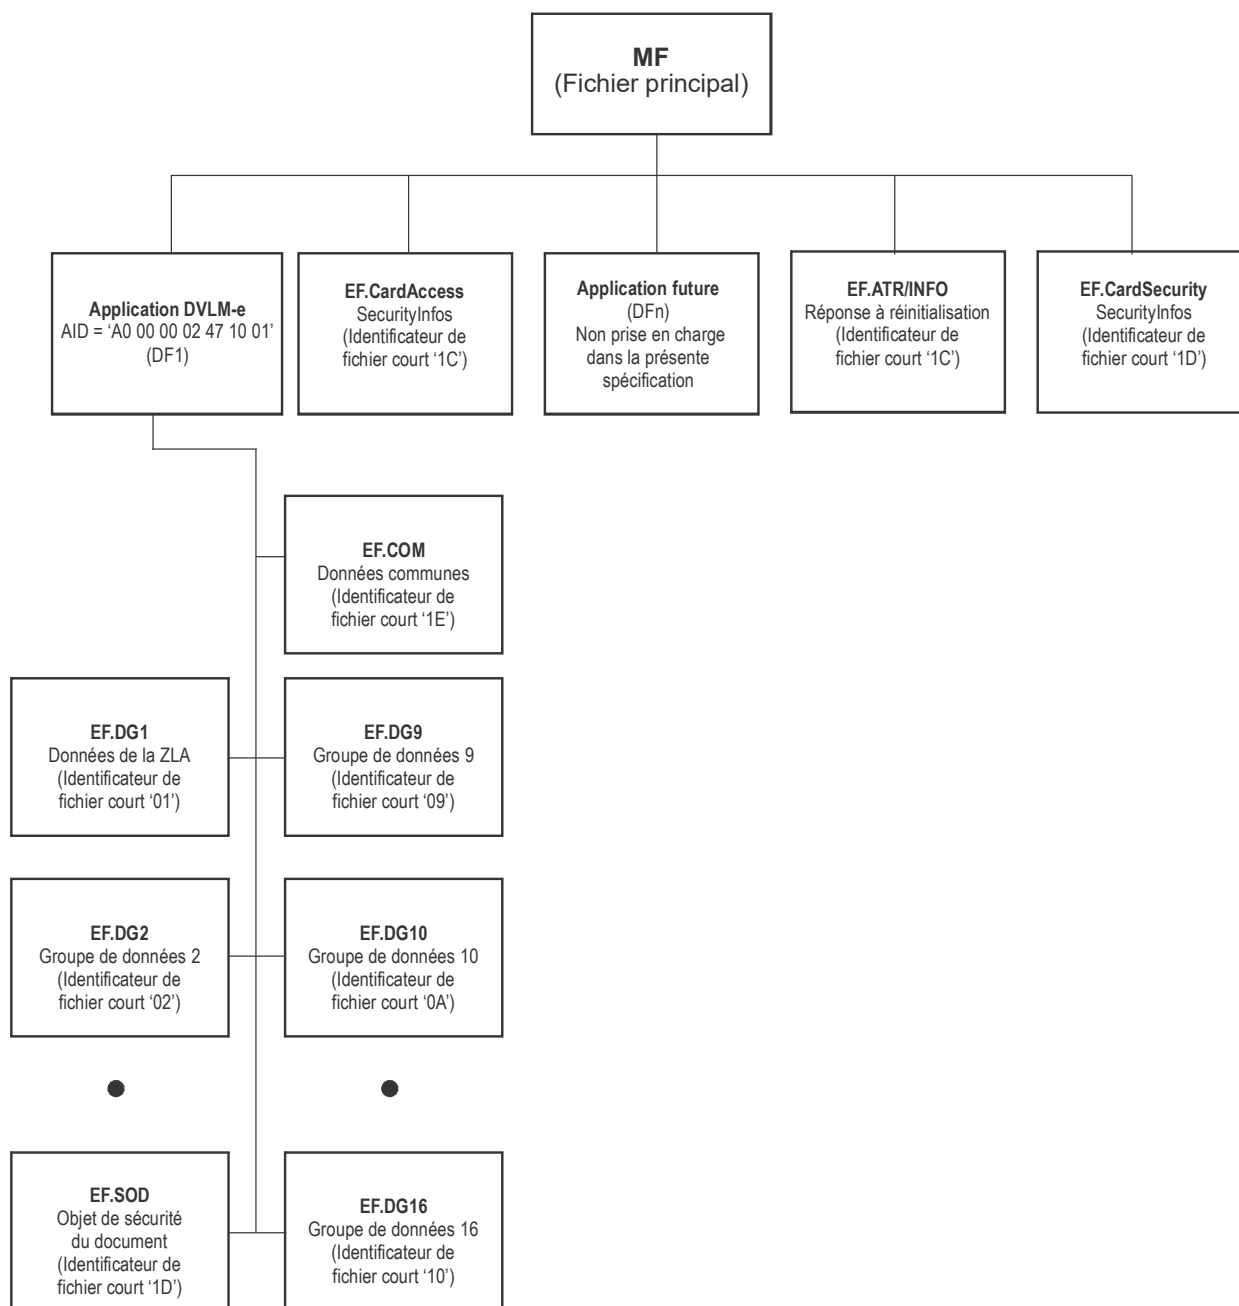 MF
(Fichier principal)
Application DVLM-e
AID = ‘A0 00 00 02 47 10 01’
(DF1)
EF.CardAccess
SecurityInfos
(Identificateur de
fichier court ‘1C’)
Application future
(DFn)
Non prise en charge
dans la présente
spécification
EF.ATR/INFO
Réponse à réinitialisation
(Identificateur de
fichier court ‘1C’)
EF.CardSecurity
SecurityInfos
(Identificateur de
fichier court ‘1D’)
EF.COM
Données communes
(Identificateur de
fichier court ‘1E’)
EF.DG1
Données de la ZLA
(Identificateur de
fichier court ‘01’)
EF.DG9
Groupe de données 9
(Identificateur de
fichier court ‘09’)
EF.DG2
Groupe de données 2
(Identificateur de
fichier court ‘02’)
EF.DG10
Groupe de données 10
(Identificateur de
fichier court ‘0A’)
EF.SOD
Objet de sécurité
du document
(Identificateur de
fichier court ‘1D’)
EF.DG16
Groupe de données 16
(Identificateur de
fichier court ‘10’)